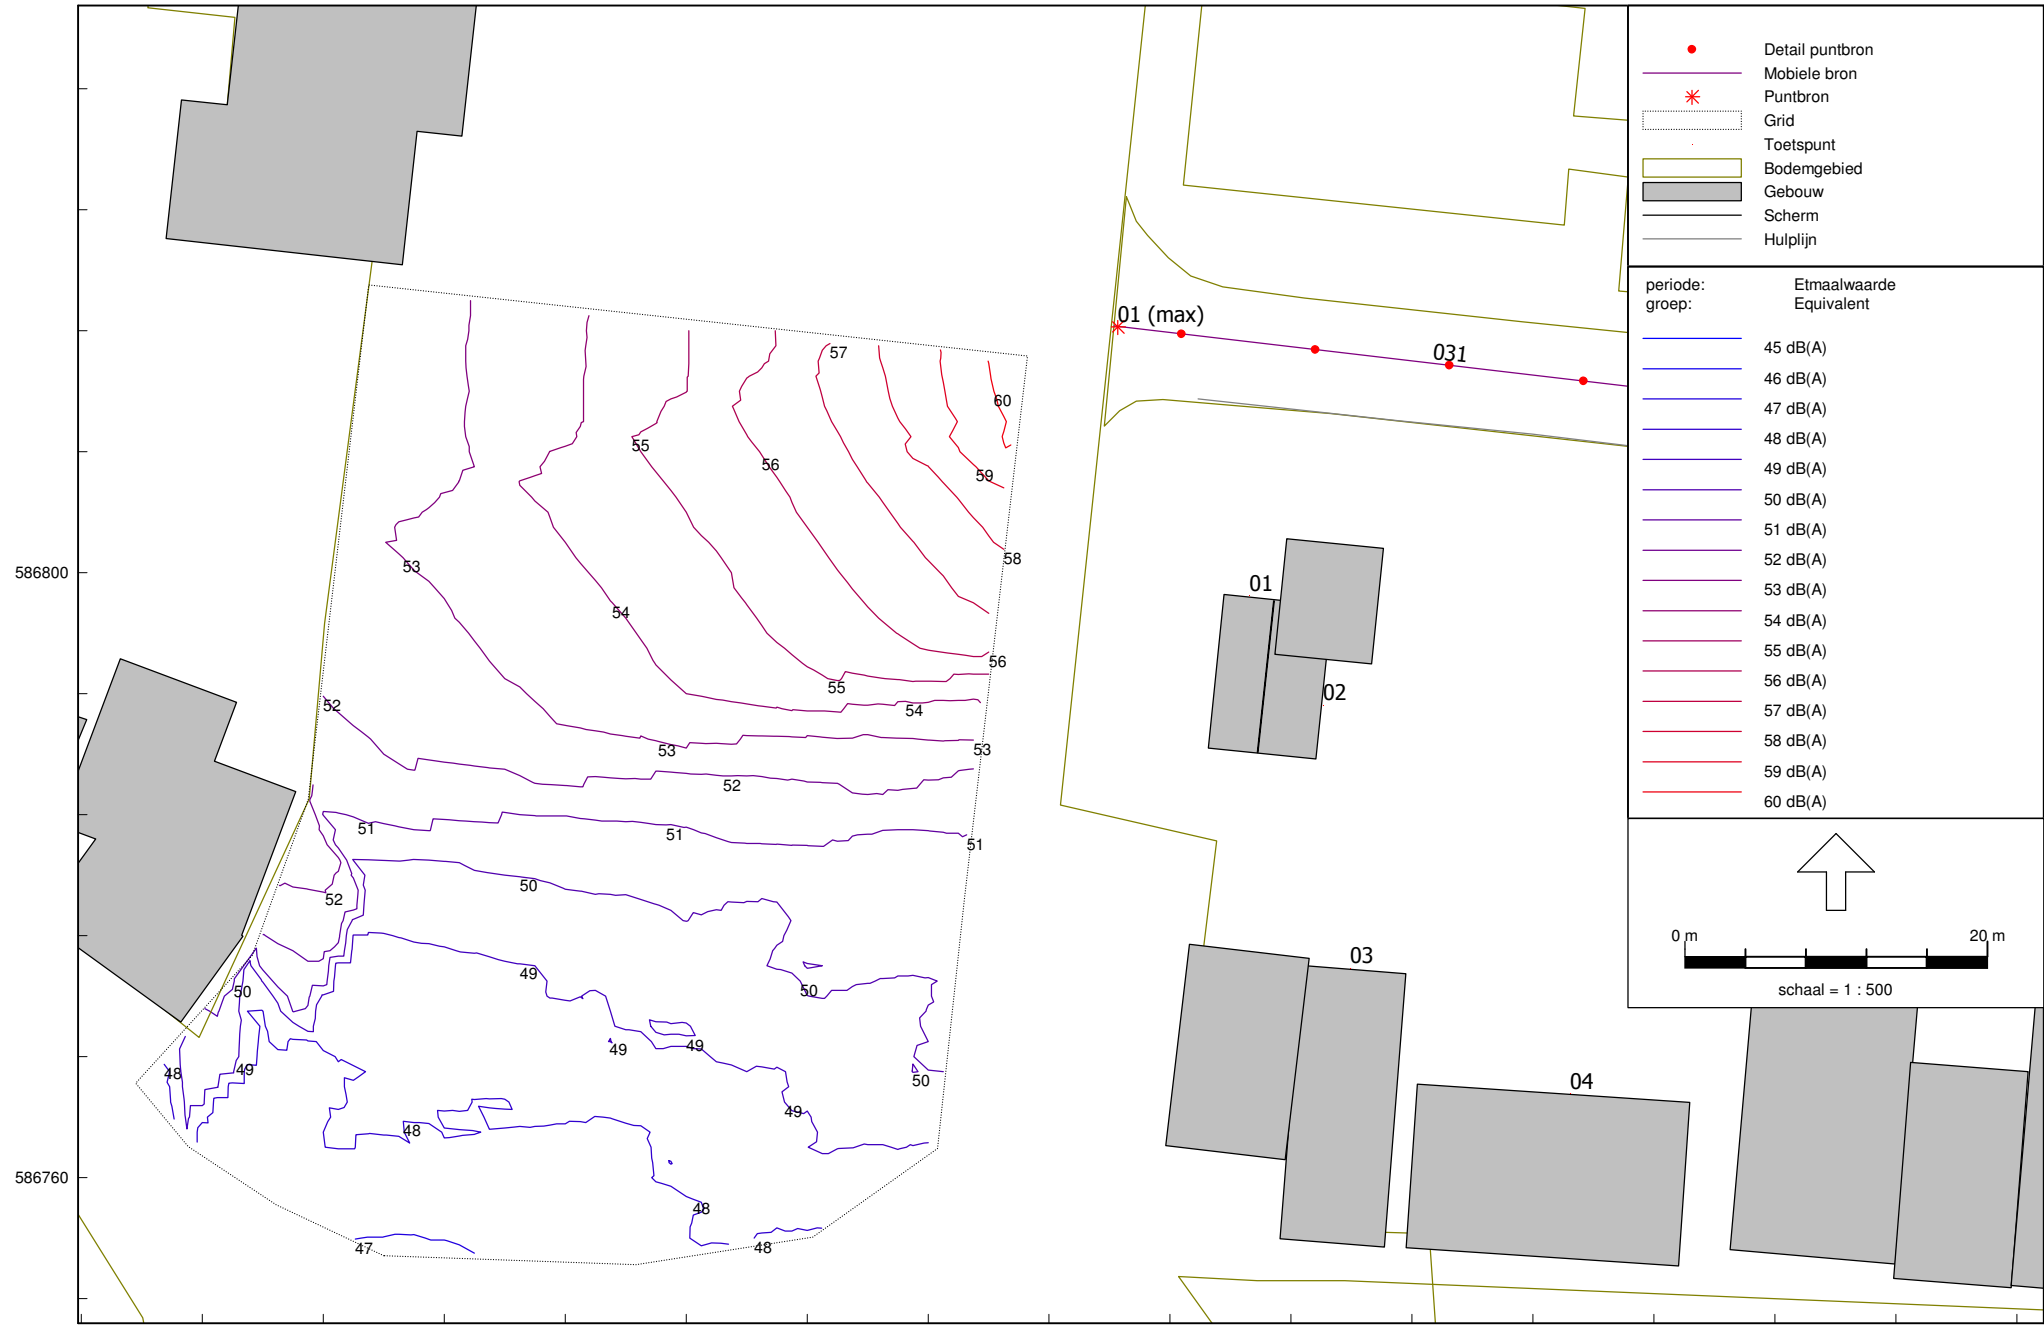 Detail puntbron
Mobiele bron
Puntbron
Grid
Toetspunt
Bodemgebied
Gebouw
Scherm
Hulplijn
periode: Etmaalwaarde
groep: Equivalent
45 dB(A)
46 dB(A)
47 dB(A)
48 dB(A)
49 dB(A)
50 dB(A)
51 dB(A)
52 dB(A)
53 dB(A)
54 dB(A)
55 dB(A)
56 dB(A)
57 dB(A)
58 dB(A)
59 dB(A)
60 dB(A)
0 m 20 m
schaal = 1 : 500
01 (max)
031
57
60
55
56
59
58
53
586800
01
54
56
55
02
52
54
53
53
52
51
51
51
50
52
03
49
50
50
49
49
48
49
50
04
49
48
586760
48
47
48